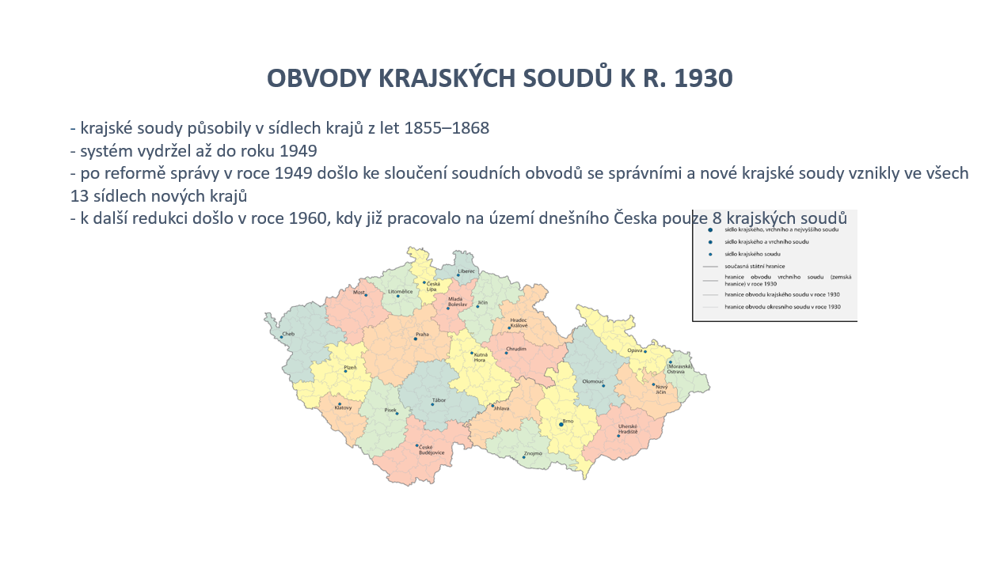 OBVODY KRAJSKÝCH SOUDŮ K R. 1930
- krajské soudy působily v sídlech krajů z let 1855–1868
- systém vydržel až do roku 1949
- po reformě správy v roce 1949 došlo ke sloučení soudních obvodů se správními a nové krajské soudy vznikly ve všech
13 sídlech nových krajů
- k další redukci došlo v roce 1960, kdy již pracovalo na území dnešního Česka pouze 8 krajských soudů
sídlo krajského, vrchního a nejvyššího soudu
sídlo krajského a vrchního soudu
sídlo krajského soudu
současná státní hranice
hranice obvodu vrchního soudu (zemská
hranice) v roce 1930
hranice obvodu krajského soudu v roce 1930
hranice obvodu okresního soudu v roce 1930
Liberec
Česká
Lípa
Most
Litoměřice
Mladá
Boleslav
Jičín
Hradec
Králové
Cheb
Praha
Chrudim
Kutná
Hora
Opava
(Moravská)
Ostrava
Plzeň
Olomouc
Nový
Jičín
Klatovy
Písek
Tábor
Jihlava
Brno
Uherské
Hradiště
České
Budějovice
Znojmo